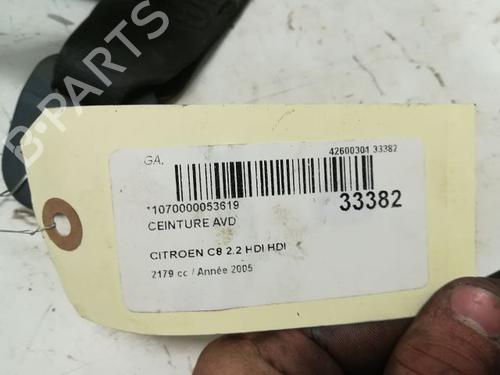 GA.
42600301 33382
*1070000053619
33382
CEINTURE AVD
CITROEN C8 2.2 HDI HDI
2179 cc / Année 2005
B-PARTS